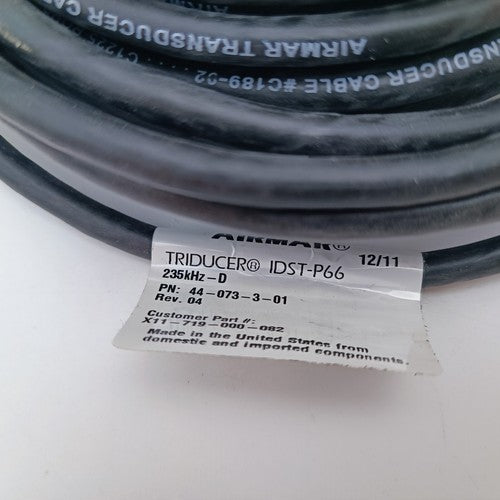 AIRMAR
AIRMAR TRANSDUCER
TRANSDUCER CABLE #C189-02
AIRMAR®
TRIDUCER® IDST-P66 12/11
235kHz-D
PN: 44-073-3-01
Rev. 04
Customer Part #:
X11-719-000-082
Made in the United States from
domestic and imported components